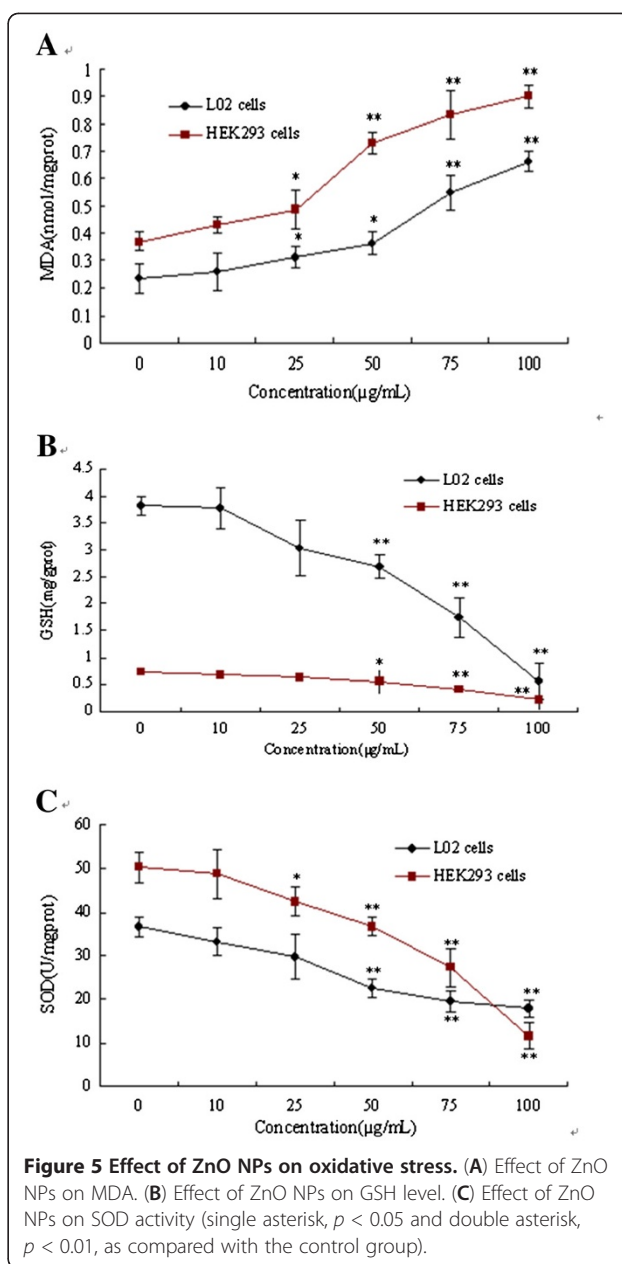 A
1
0.9
0.8
0.7
0.6
0.5
0.4
0.3
0.2
0.1
0
MDA(nmol/mgprot)
L02 cells
HEK293 cells
*
**
**
**
*
*
**
**
0 10 25 50 75 100
Concentration(µg/mL)
B
4.5
4
3.5
3
2.5
2
1.5
1
0.5
0
GSH(mg/gprot)
L02 cells
HEK293 cells
**
**
**
*
**
**
0 10 25 50 75 100
Concentration(µg/mL)
C
60
50
40
30
20
10
0
SOD(U/mgprot)
L02 cells
HEK293 cells
*
**
**
**
**
**
**
0 10 25 50 75 100
Concentration(µg/mL)
Figure 5 Effect of ZnO NPs on oxidative stress. (A) Effect of ZnO
NPs on MDA. (B) Effect of ZnO NPs on GSH level. (C) Effect of ZnO
NPs on SOD activity (single asterisk, p < 0.05 and double asterisk,
p < 0.01, as compared with the control group).